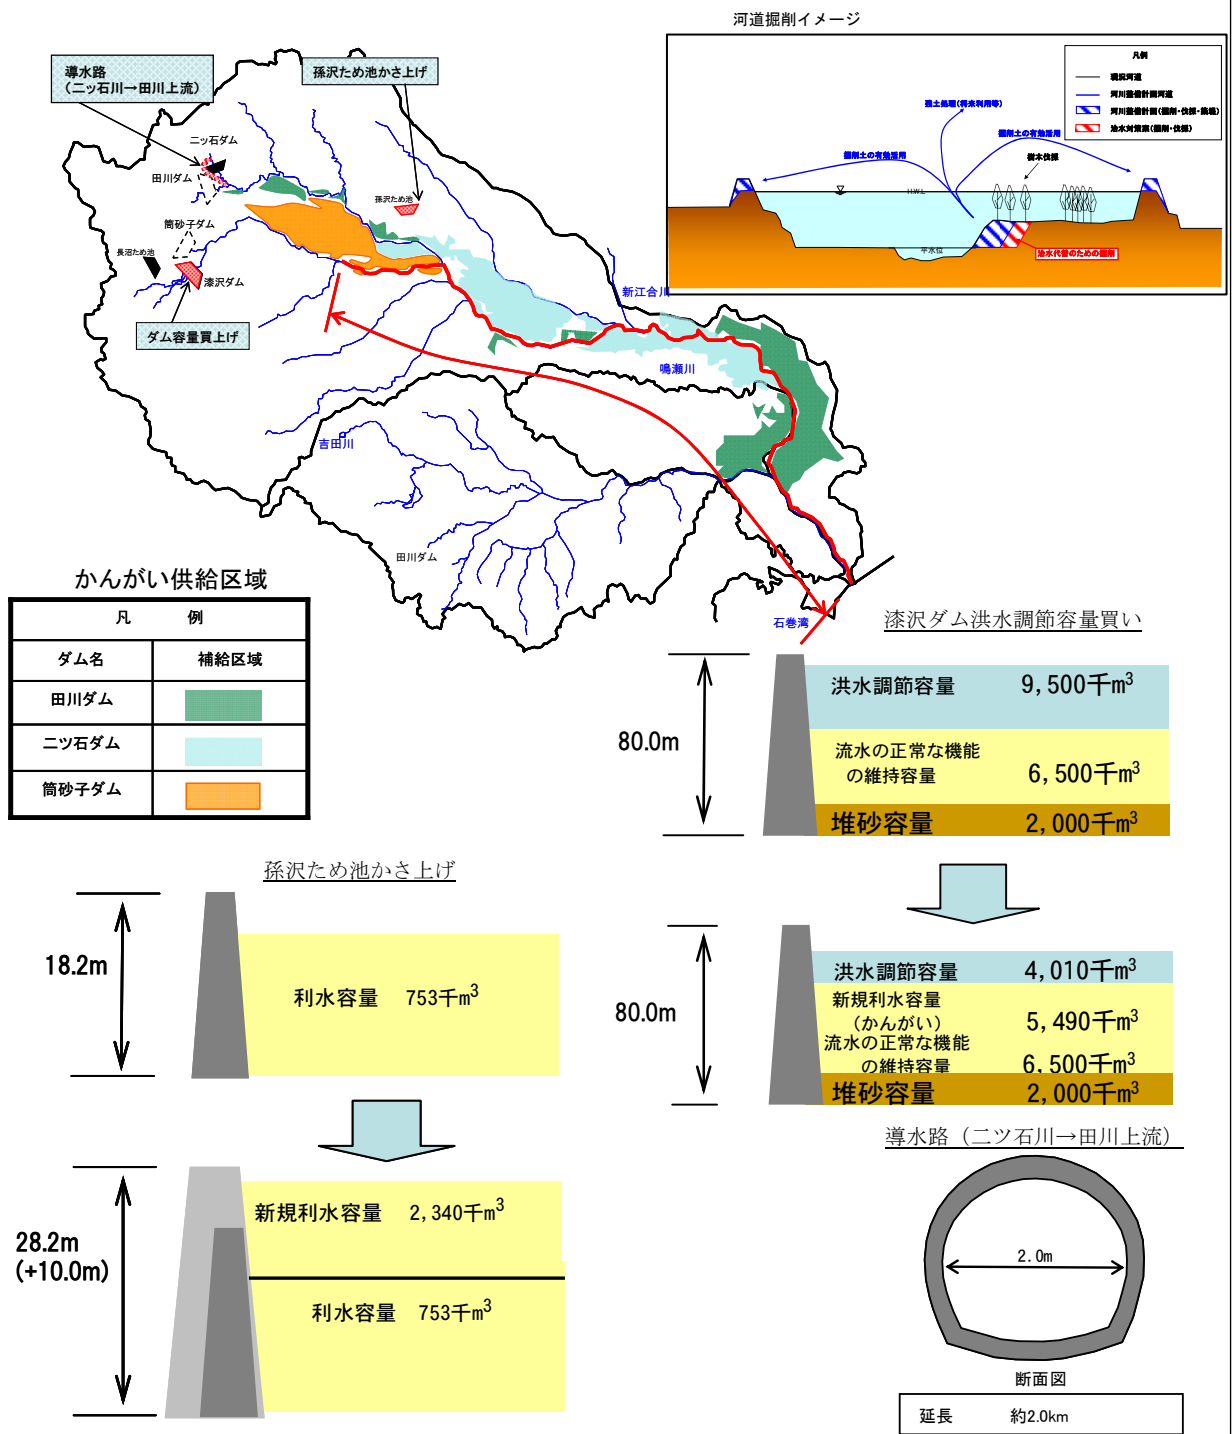 河道掘削イメージ
凡例
現況河道
河川整備計画河道
河川整備計画(掘削・伐採・築堤)
治水対策案(掘削・伐採)
残土処理(将来利用等)
掘削土の有効活用
掘削土の有効活用
樹木伐採
H.W.L
平水位
治水代替のための掘削
導水路
（二ッ石川→田川上流）
孫沢ため池かさ上げ
二ッ石ダム
田川ダム
孫沢ため池
筒砂子ダム
長沼ため池
漆沢ダム
ダム容量買上げ
新江合川
鳴瀬川
吉田川
田川ダム
石巻湾
かんがい供給区域
凡　例
ダム名　補給区域
田川ダム
二ツ石ダム
筒砂子ダム
漆沢ダム洪水調節容量買い
80.0m
洪水調節容量　9,500千m³
流水の正常な機能
の維持容量　6,500千m³
堆砂容量　2,000千m³
80.0m
洪水調節容量　4,010千m³
新規利水容量
（かんがい）　5,490千m³
流水の正常な機能
の維持容量　6,500千m³
堆砂容量　2,000千m³
孫沢ため池かさ上げ
18.2m
利水容量　753千m³
28.2m
(+10.0m)
新規利水容量　2,340千m³
利水容量　753千m³
導水路（二ツ石川→田川上流）
2.0m
断面図
延長　約2.0km